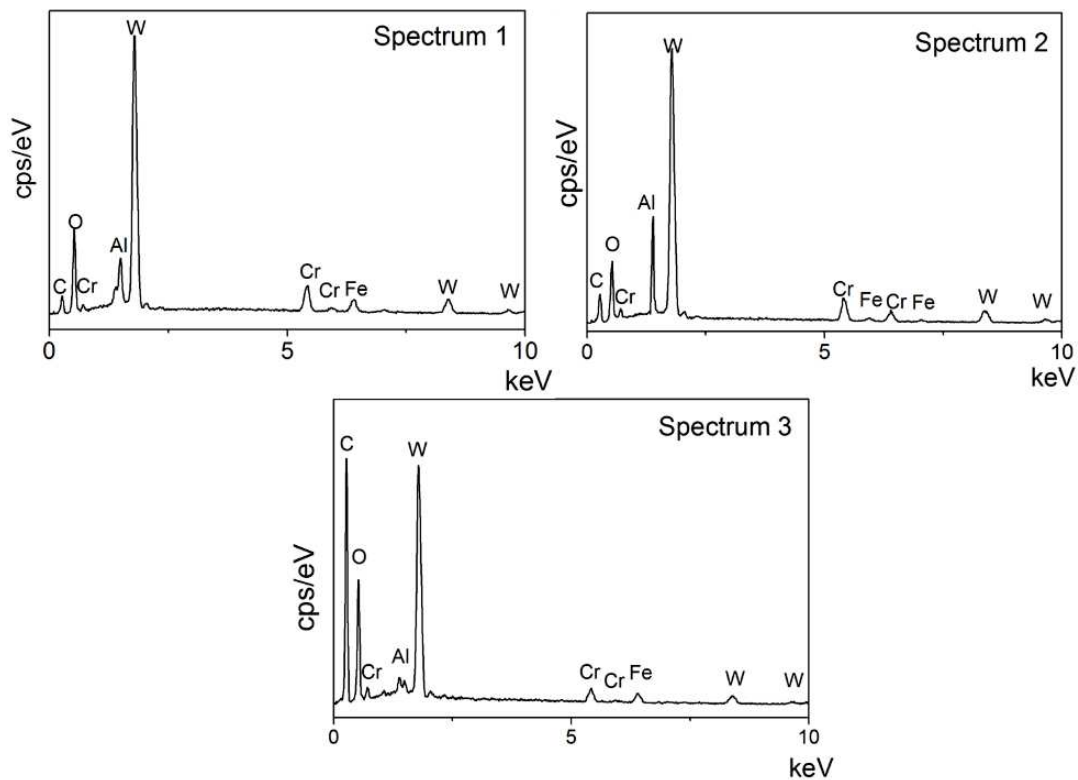 Spectrum 1
cps/eV
W
O
Al
C
Cr
Cr
Cr
Fe
W
W
0
5
10
keV
Spectrum 2
cps/eV
W
Al
O
C
Cr
Cr
Fe
Cr
Fe
W
W
0
5
10
keV
Spectrum 3
cps/eV
C
W
O
Cr
Al
Cr
Cr
Fe
W
W
0
5
10
keV